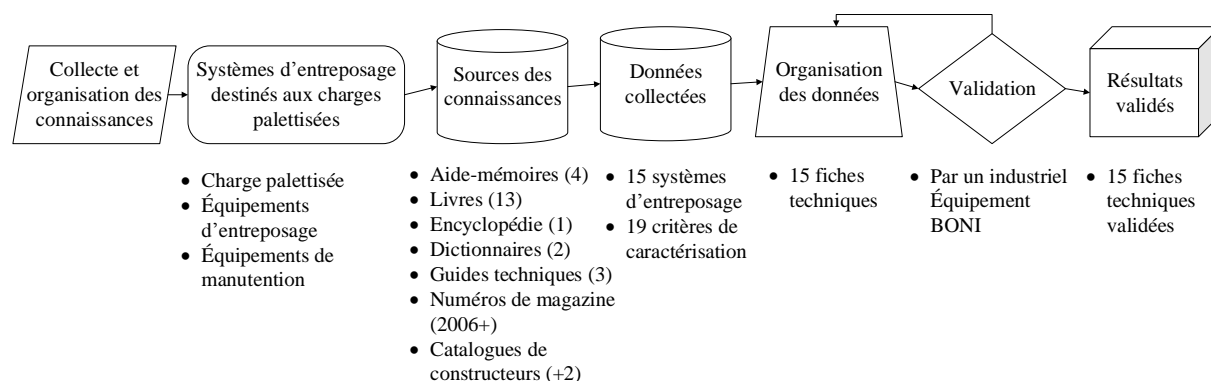 Collecte et
organisation des
connaissances
Systèmes d'entreposage
destinés aux charges
palettisées
Sources des
connaissances
Données
collectées
Organisation
des données
Validation
Résultats
validés
• Charge palettisée
• Équipements
d'entreposage
• Équipements de
manutention
• Aide-mémoires (4)
• Livres (13)
• Encyclopédie (1)
• Dictionnaires (2)
• Guides techniques (3)
• Numéros de magazine
(2006+)
• Catalogues de
constructeurs (+2)
• 15 systèmes
d'entreposage
• 19 critères de
caractérisation
• 15 fiches
techniques
• Par un industriel
Équipement
BONI
• 15 fiches
techniques
validées